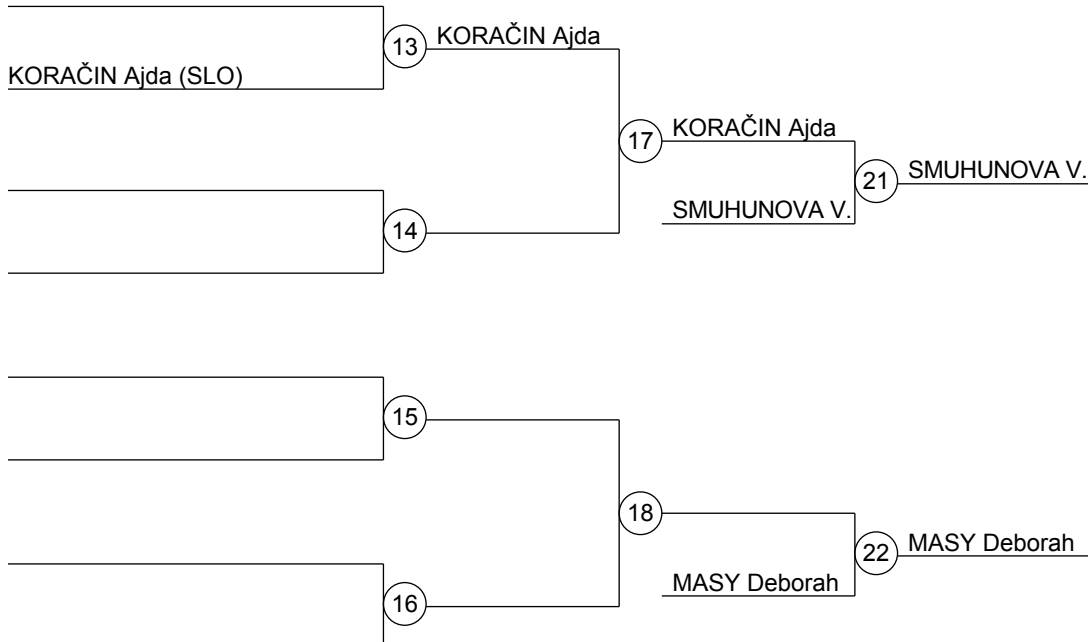 13 KORAČIN Ajda
KORAČIN Ajda (SLO)
17 KORAČIN Ajda
21 SMUHUNOVA V.
SMUHUNOVA V.
14
15
18
22 MASY Deborah
MASY Deborah
16